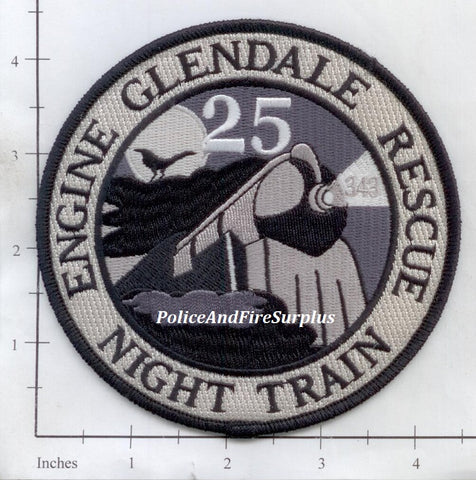 ENGINE GLENDALE RESCUE
25
343
PoliceAndFireSurplus
NIGHT TRAIN
4
3
2
1
Inches 1 2 3 4